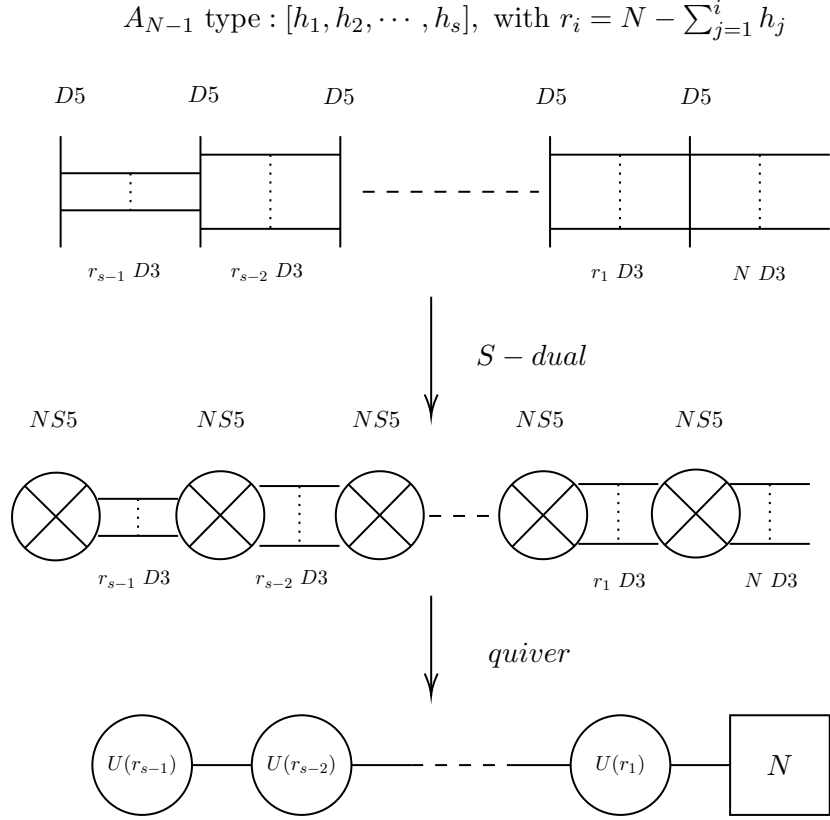 $A_{N-1}$ type : $[h_1, h_2, \cdots, h_s]$, with $r_i = N - \sum_{j=1}^{i} h_j$
D5 D5 D5 D5 D5
$r_{s-1}$ D3 $r_{s-2}$ D3 $r_1$ D3 N D3
S − dual
NS5 NS5 NS5 NS5 NS5
$r_{s-1}$ D3 $r_{s-2}$ D3 $r_1$ D3 N D3
quiver
$U(r_{s-1})$ $U(r_{s-2})$ $U(r_1)$ N